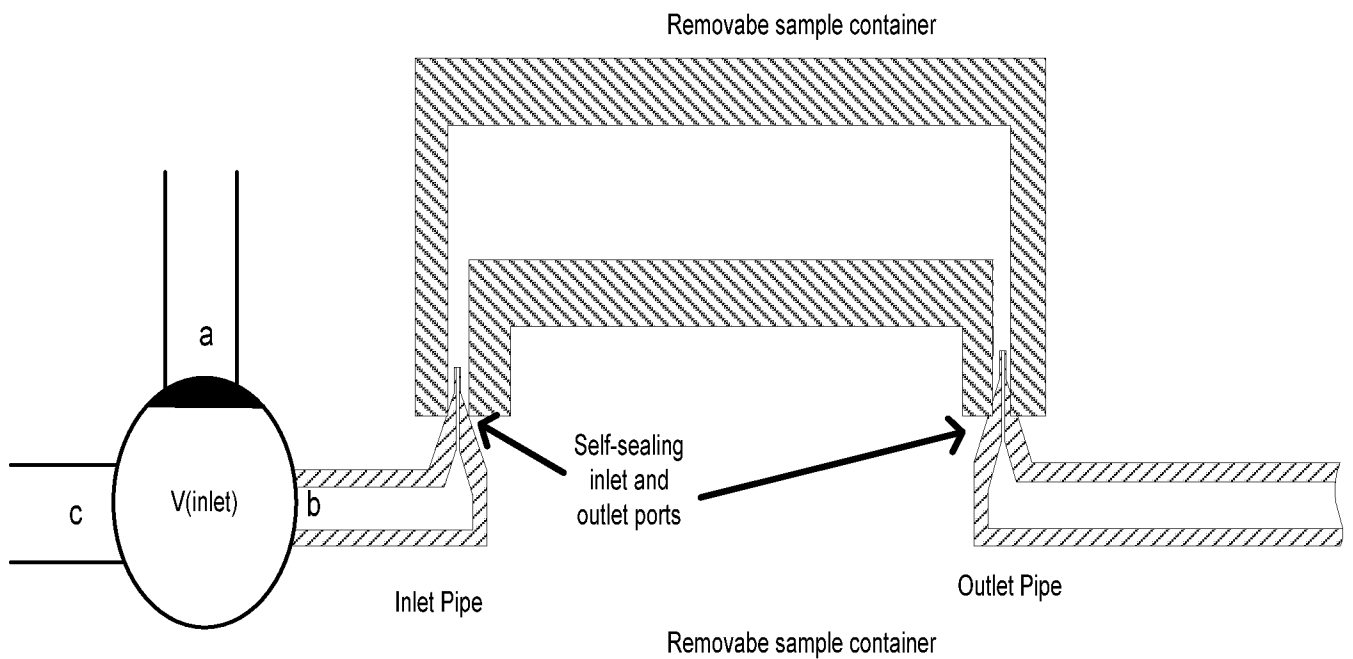 Removabe sample container
a
V(inlet)
c
b
Self-sealing
inlet and
outlet ports
Inlet Pipe
Outlet Pipe
Removabe sample container